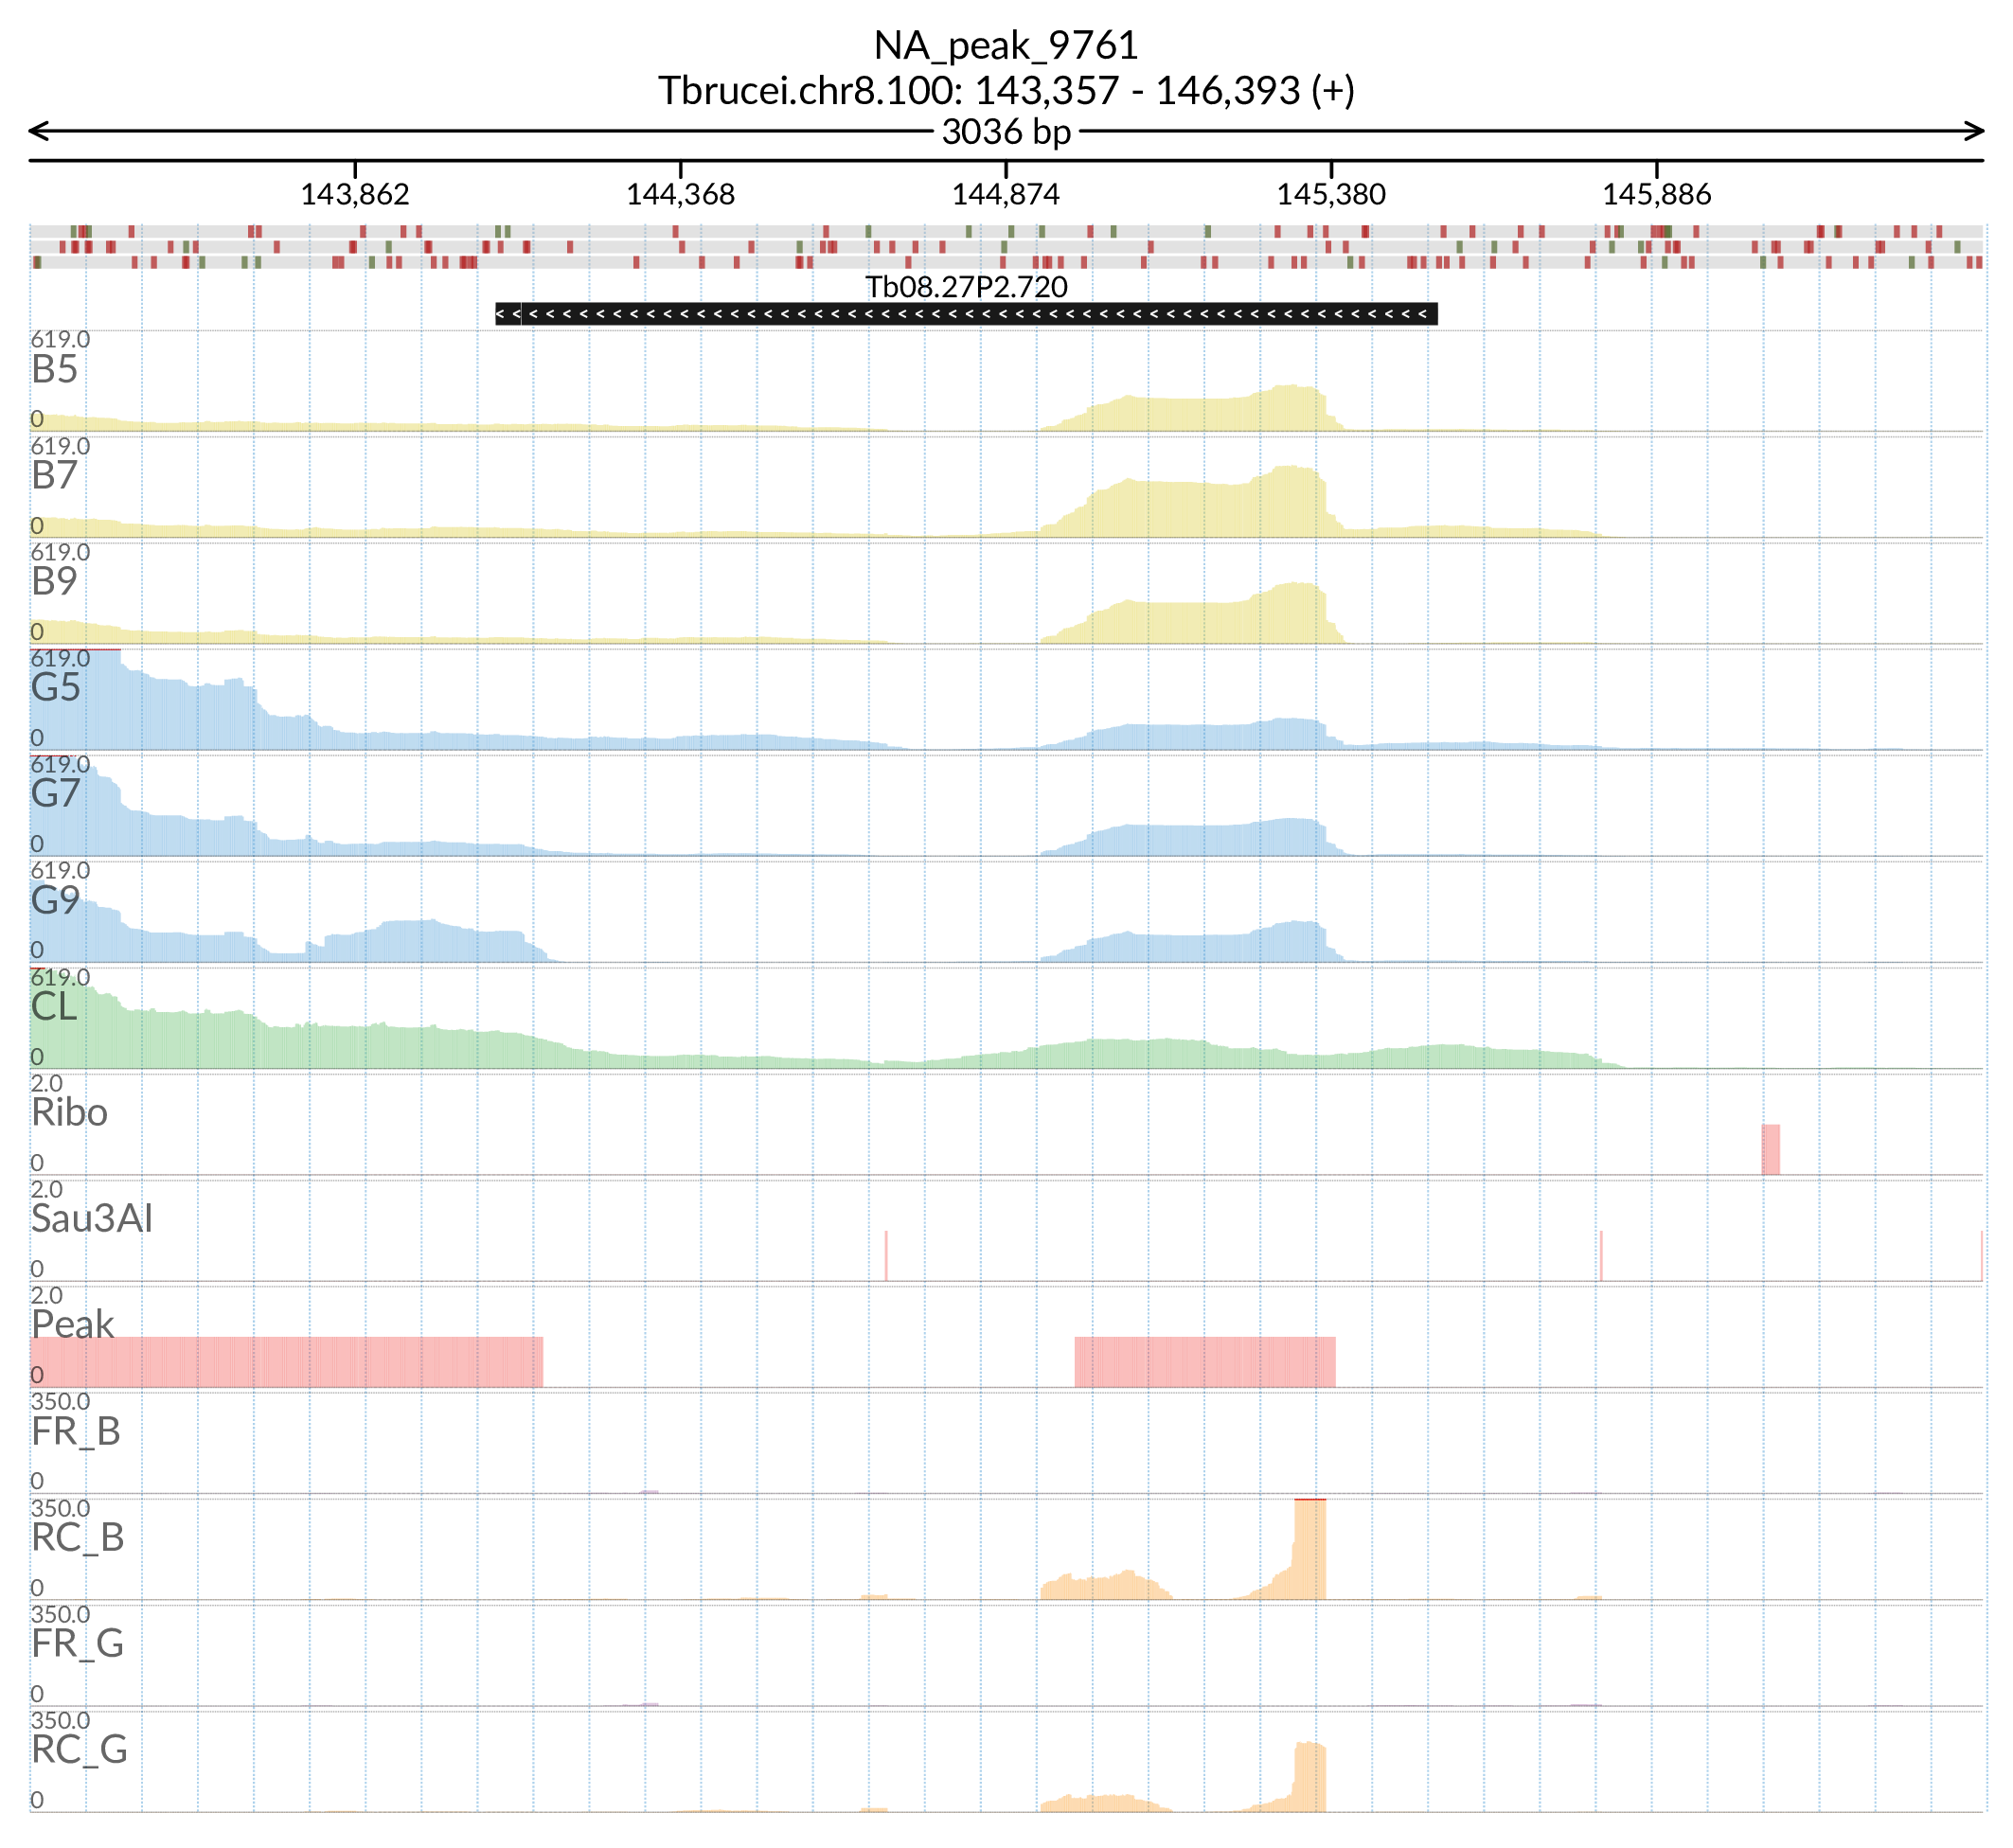 NA_peak_9761
Tbrucei.chr8.100: 143,357 - 146,393 (+)
3036 bp
143,862 144,368 144,874 145,380 145,886
Tb08.27P2.720
619.0
B5
0
619.0
B7
0
619.0
B9
0
619.0
G5
0
619.0
G7
0
619.0
G9
0
619.0
CL
0
2.0
Ribo
0
2.0
Sau3AI
0
2.0
Peak
0
350.0
FR_B
0
350.0
RC_B
0
350.0
FR_G
0
350.0
RC_G
0